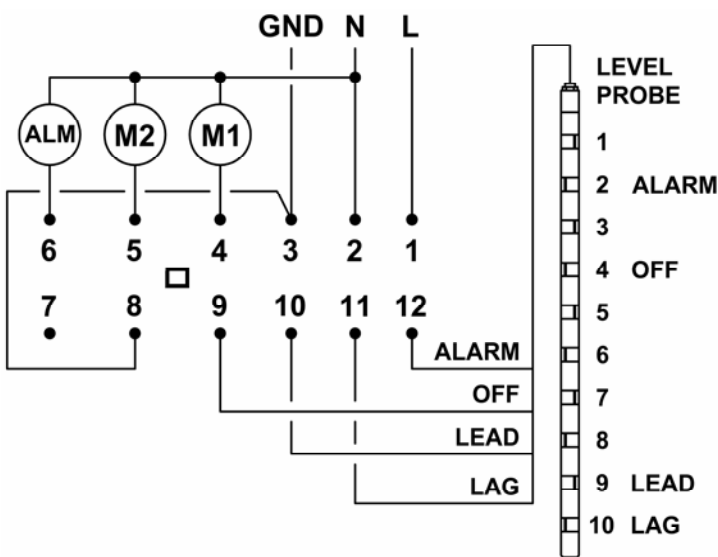 GND N L
LEVEL
PROBE
ALM M2 M1
1
2 ALARM
3
6 5 4 3 2 1
4 OFF
7 8 9 10 11 12
5
ALARM
6
OFF
7
LEAD
8
LAG
9 LEAD
10 LAG